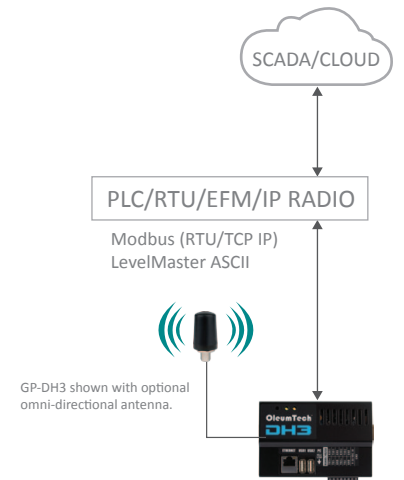 SCADA/CLOUD
PLC/RTU/EFM/IP RADIO
Modbus (RTU/TCP IP)
LevelMaster ASCII
GP-DH3 shown with optional
omni-directional antenna.
OleumTech
DH3
ETHERNET